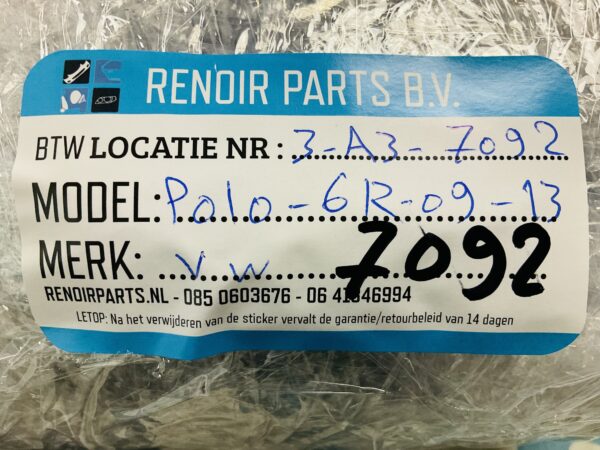 RENOIR PARTS B.V.
BTW LOCATIE NR : 3-A3-7092
MODEL: Polo-6R-09-13
MERK: VW 7092
RENOIRPARTS.NL - 085 0603676 - 06 41346994
LETOP: Na het verwijderen van de sticker vervalt de garantie/retourbeleid van 14 dagen